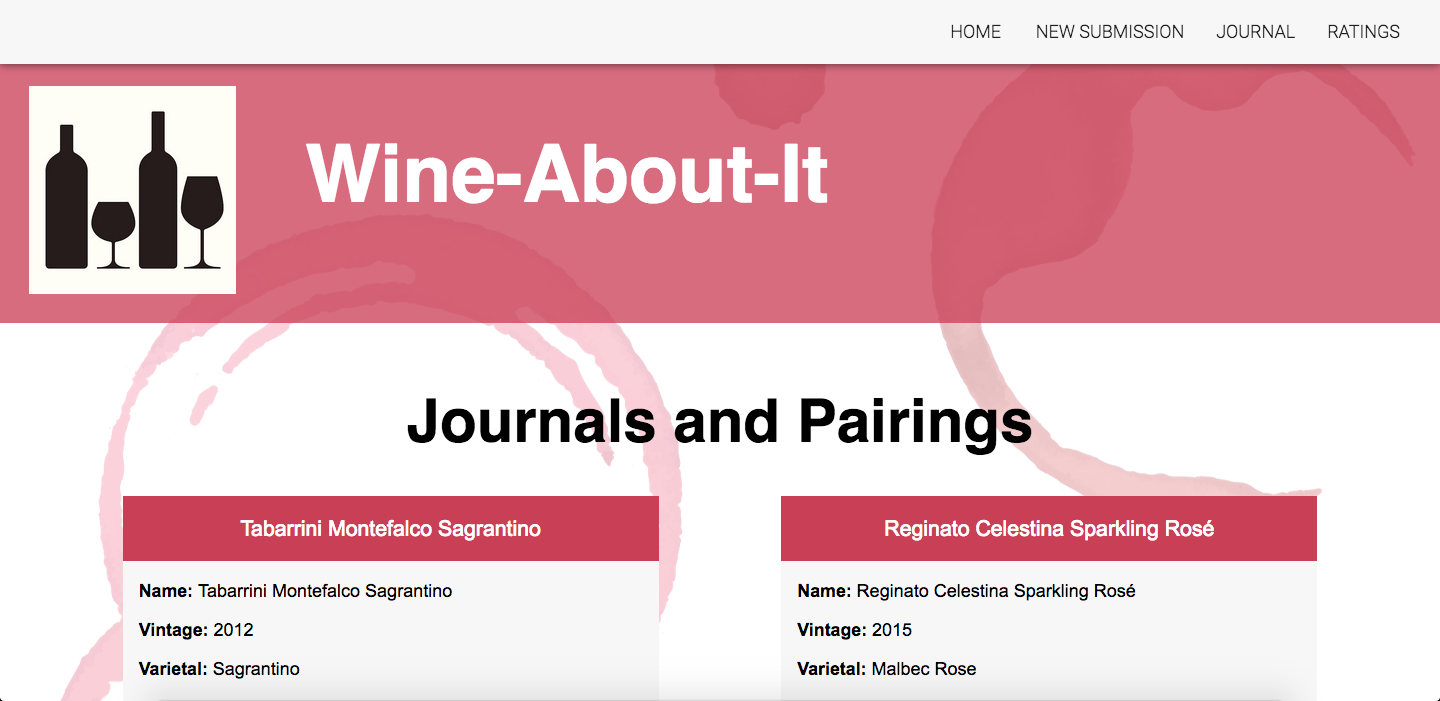 HOME NEW SUBMISSION JOURNAL RATINGS
Wine-About-It
Journals and Pairings
Tabarrini Montefalco Sagrantino
Name: Tabarrini Montefalco Sagrantino
Vintage: 2012
Varietal: Sagrantino
Reginato Celestina Sparkling Rosé
Name: Reginato Celestina Sparkling Rosé
Vintage: 2015
Varietal: Malbec Rose